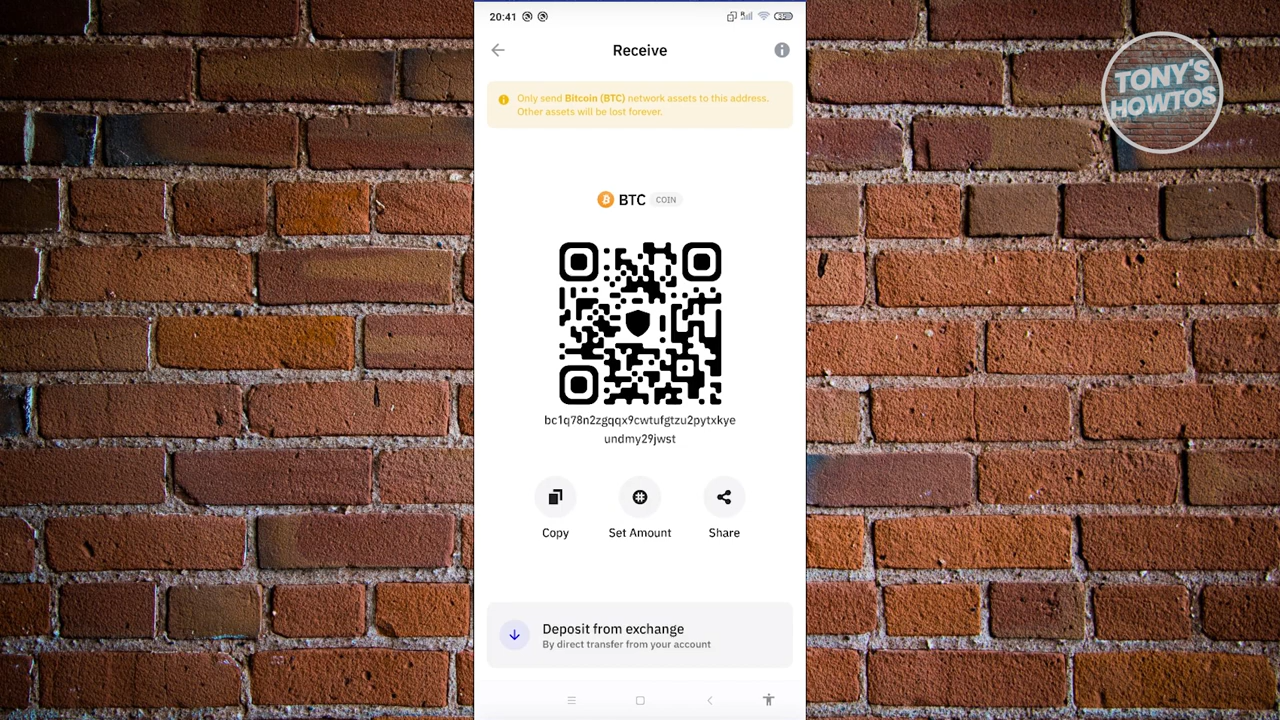 20:41
Receive
Only send Bitcoin (BTC) network assets to this address.
Other assets will be lost forever.
BTC COIN
bc1q78n2zgqqx9cwtufgtzu2pytxkye
undmy29jwst
Copy Set Amount Share
Deposit from exchange
By direct transfer from your account
TONY'S
HOWTOS